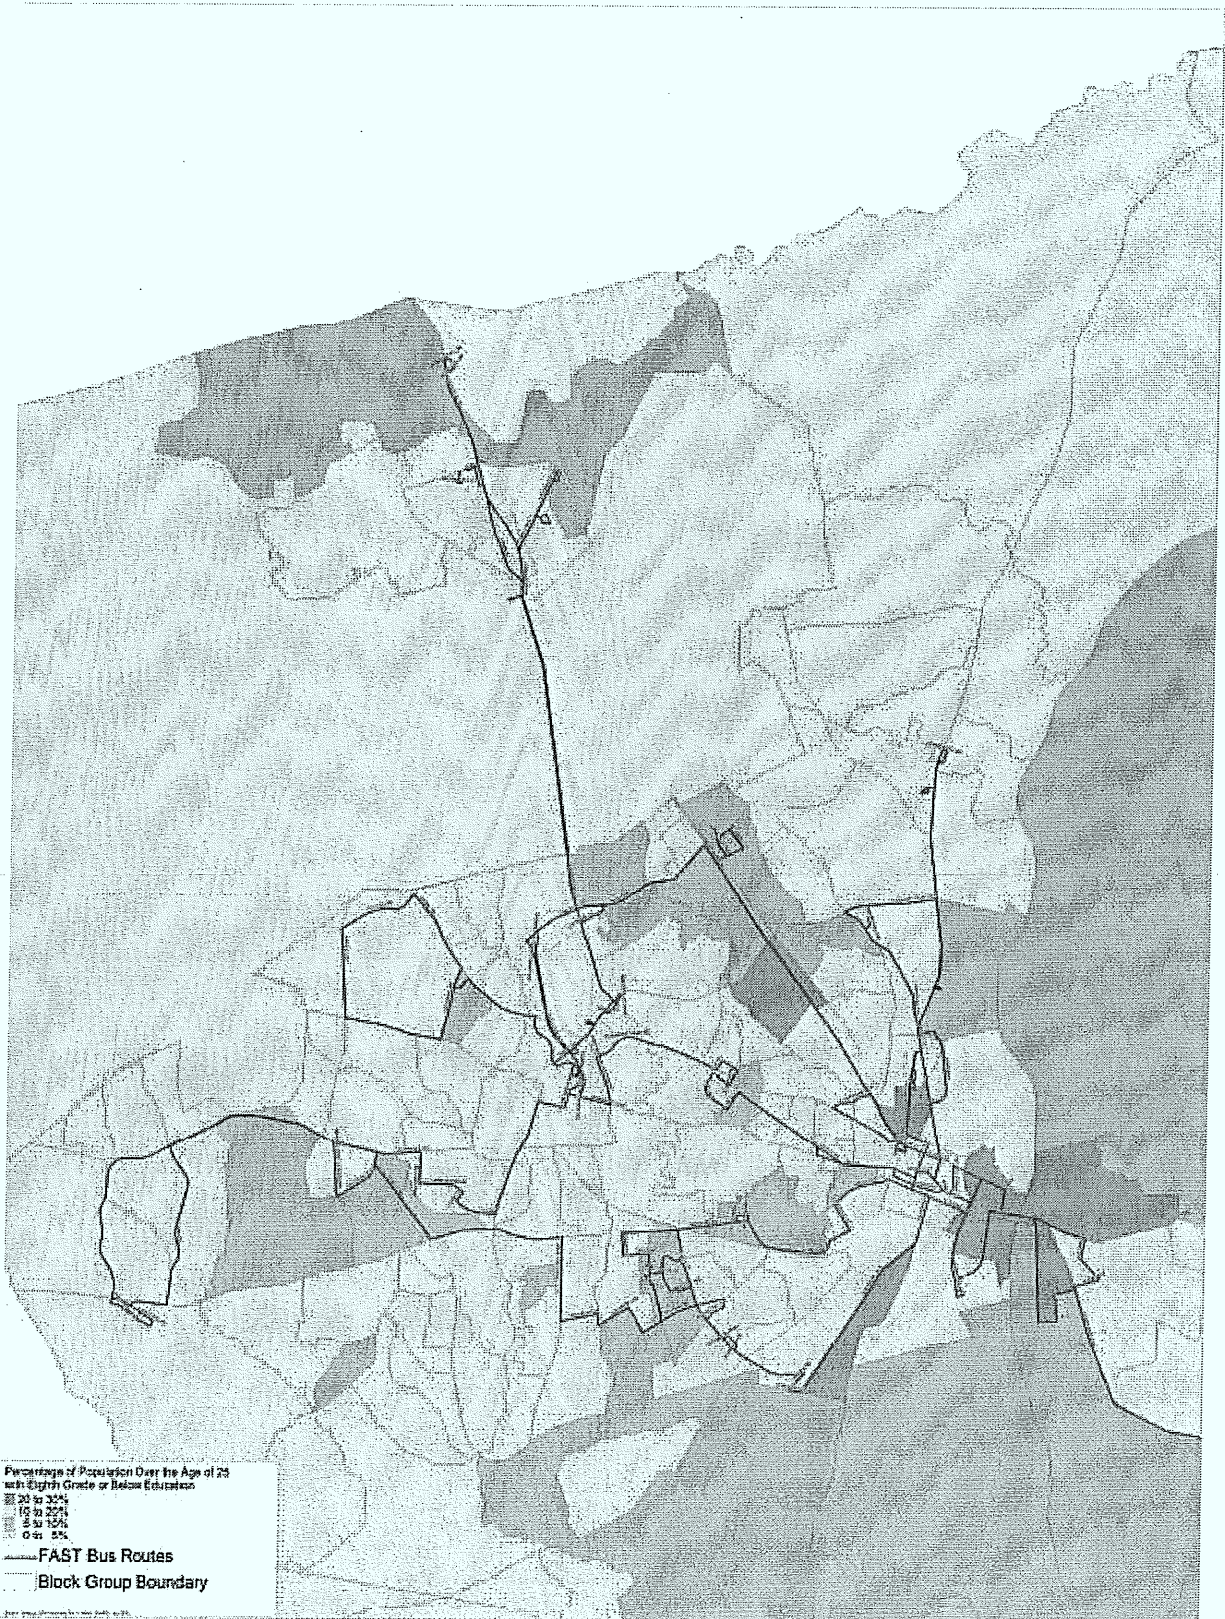 Percentage of Population Over the Age of 25
with Eighth Grade or Below Education
20 to 30%
10 to 20%
5 to 10%
0 to 5%
FAST Bus Routes
Block Group Boundary